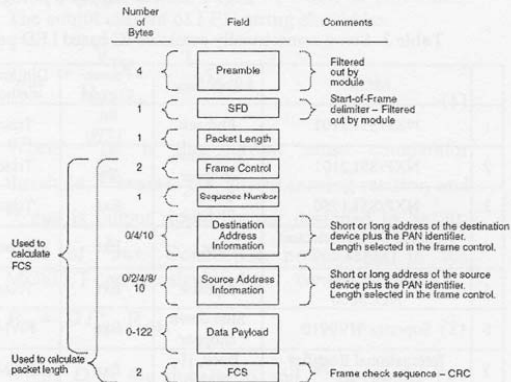 Number
of
Bytes
Field
Comments
4
Preamble
Filtered
out by
module
1
SFD
Start-of-Frame
delimiter – Filtered
out by module
1
Packet Length
2
Frame Control
1
Sequence Number
0/4/10
Destination
Address
Information
Short or long address of the destination
device plus the PAN identifier.
Length selected in the frame control.
Used to
calculate
FCS
0/2/4/8/
10
Source Address
Information
Short or long address of the source
device plus the PAN identifier.
Length selected in the frame control.
0-122
Data Payload
Used to calculate
packet length
2
FCS
Frame check sequence – CRC